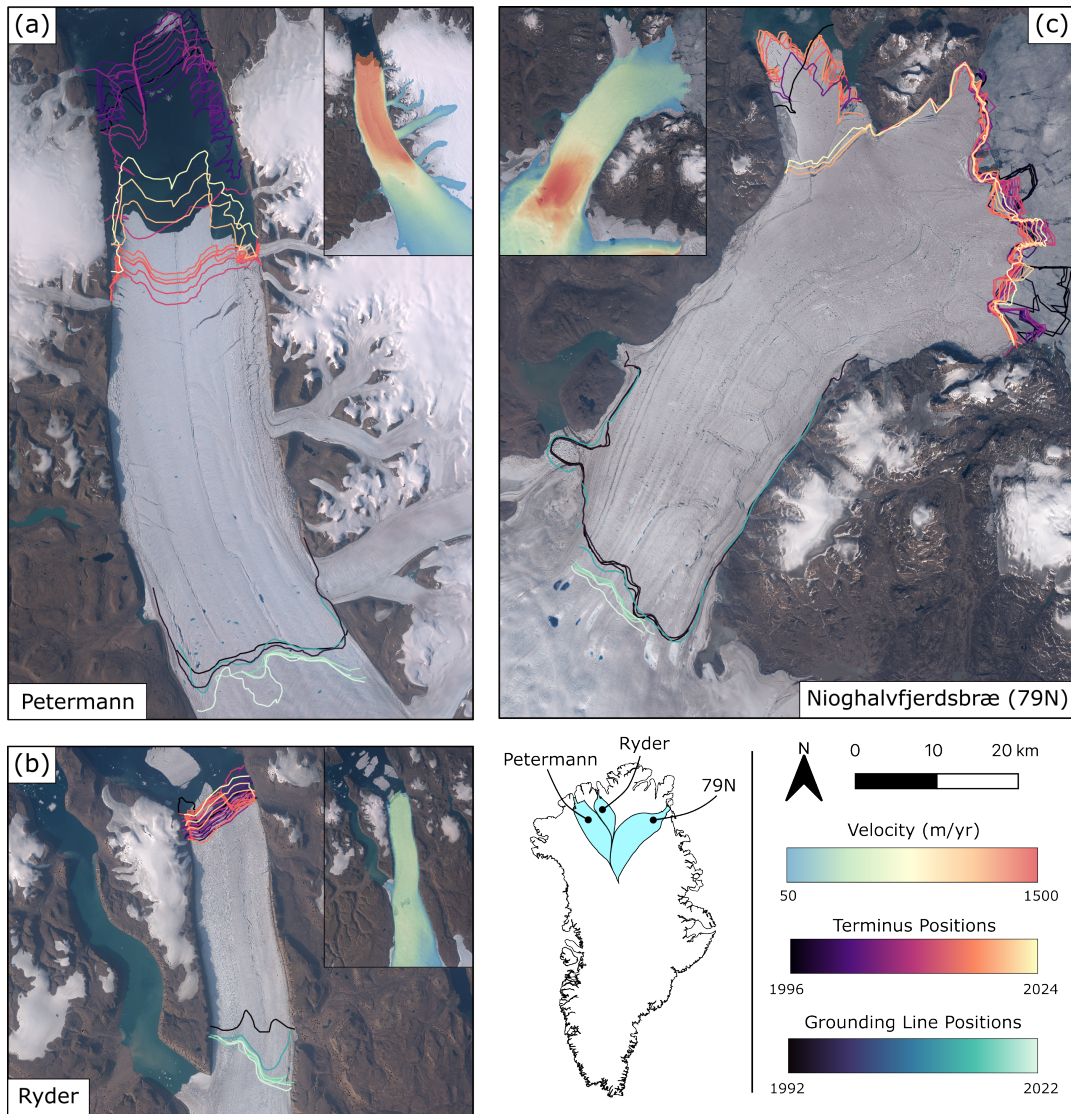 (a)
Petermann
(c)
Nioghalvfjerdsbræ (79N)
(b)
Ryder
Petermann
Ryder
79N
N
0 10 20 km
Velocity (m/yr)
50 1500
Terminus Positions
1996 2024
Grounding Line Positions
1992 2022